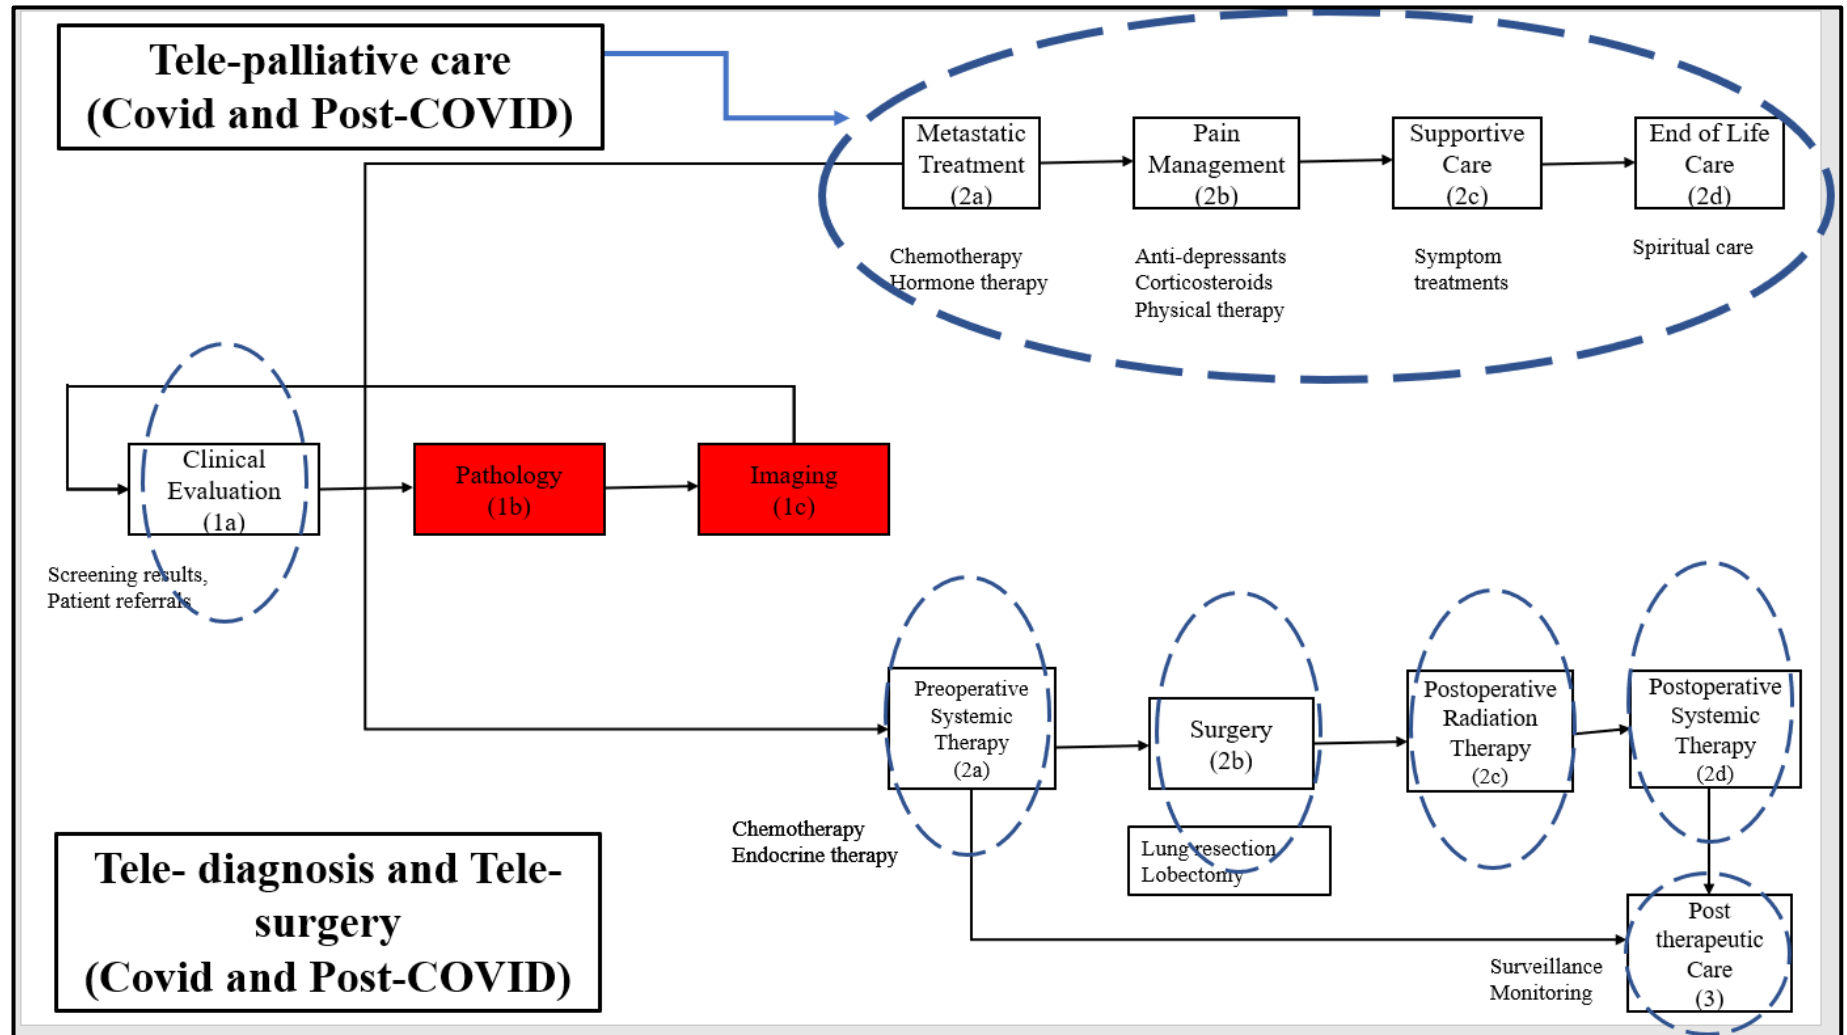 Tele-palliative care
(Covid and Post-COVID)
Metastatic
Treatment
(2a)
Pain
Management
(2b)
Supportive
Care
(2c)
End of Life
Care
(2d)
Chemotherapy
Hormone therapy
Anti-depressants
Corticosteroids
Physical therapy
Symptom
treatments
Spiritual care
Clinical
Evaluation
(1a)
Pathology
(1b)
Imaging
(1c)
Screening results,
Patient referrals
Preoperative
Systemic
Therapy
(2a)
Surgery
(2b)
Postoperative
Radiation
Therapy
(2c)
Postoperative
Systemic
Therapy
(2d)
Chemotherapy
Endocrine therapy
Lung resection
Lobectomy
Tele- diagnosis and Tele-
surgery
(Covid and Post-COVID)
Surveillance
Monitoring
Post
therapeutic
Care
(3)